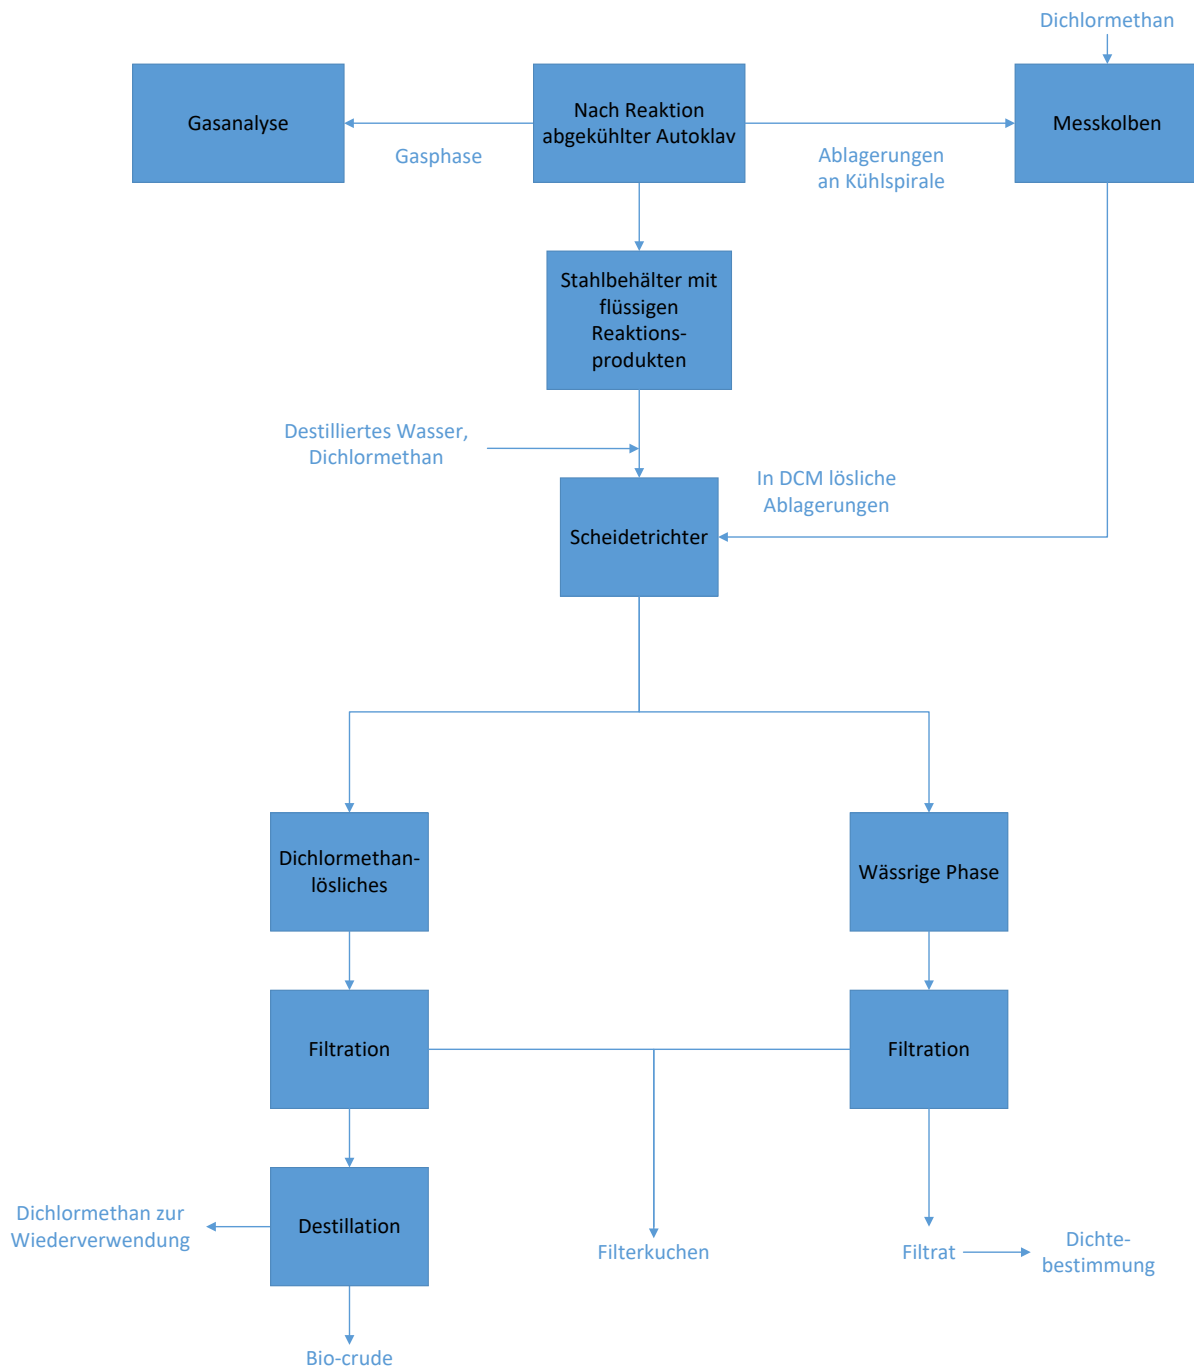 Dichlormethan
Gasanalyse
Nach Reaktion
abgekühlter Autoklav
Messkolben
Gasphase
Ablagerungen
an Kühlspirale
Stahlbehälter mit
flüssigen
Reaktions-
produkten
Destilliertes Wasser,
Dichlormethan
In DCM lösliche
Ablagerungen
Scheidetrichter
Dichlormethan-
lösliches
Wässrige Phase
Filtration
Filtration
Dichlormethan zur
Wiederverwendung
Destillation
Filterkuchen
Filtrat
Dichte-
bestimmung
Bio-crude